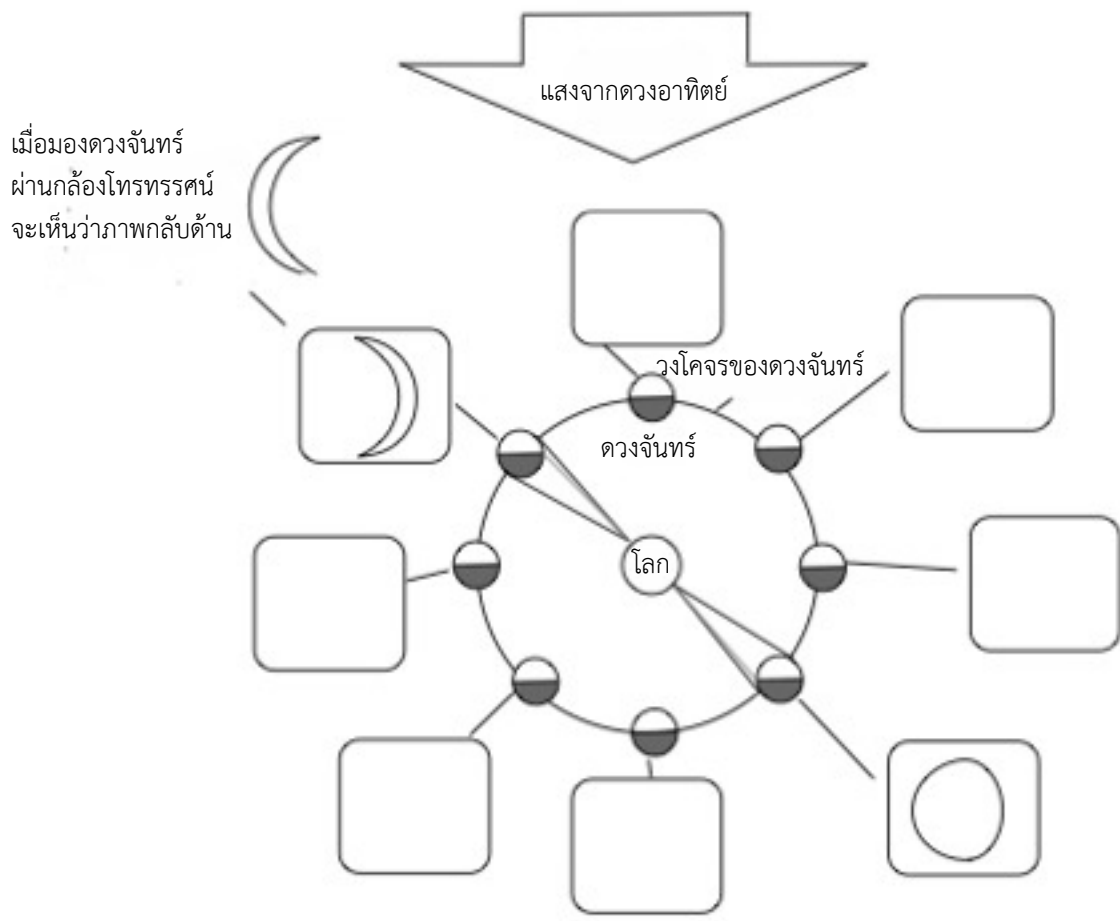 แสงจากดวงอาทิตย์
เมื่อมองดวงจันทร์
ผ่านกล้องโทรทรรศน์
จะเห็นว่าภาพกลับด้าน
วงโคจรของดวงจันทร์
ดวงจันทร์
โลก